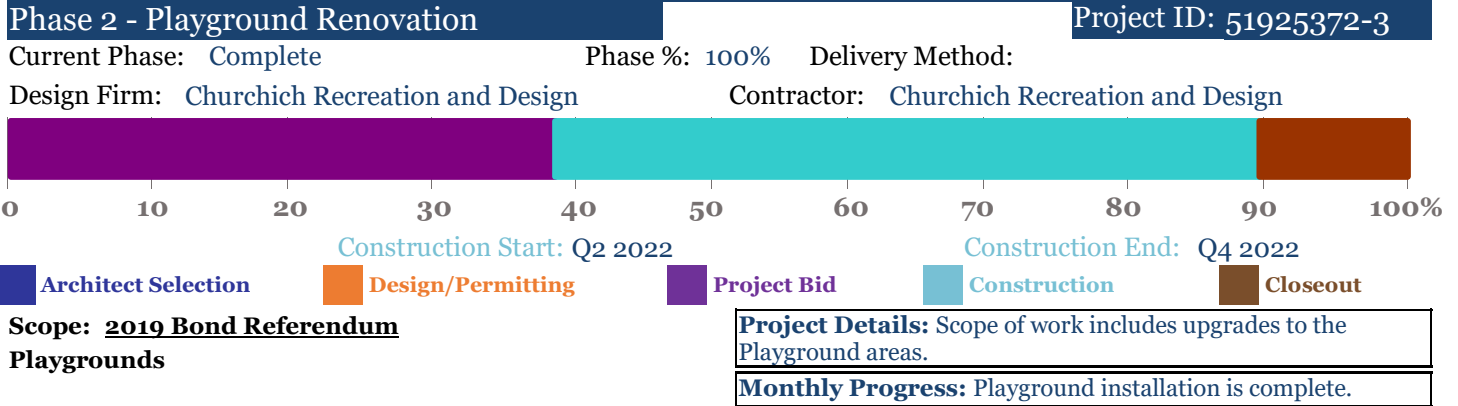 Phase 2 - Playground Renovation Project ID: 51925372-3
Current Phase: Complete Phase %: 100% Delivery Method:
Design Firm: Churchich Recreation and Design Contractor: Churchich Recreation and Design
0 10 20 30 40 50 60 70 80 90 100%
Construction Start: Q2 2022 Construction End: Q4 2022
Architect Selection Design/Permitting Project Bid Construction Closeout
Scope: 2019 Bond Referendum
Playgrounds
Project Details: Scope of work includes upgrades to the
Playground areas.
Monthly Progress: Playground installation is complete.